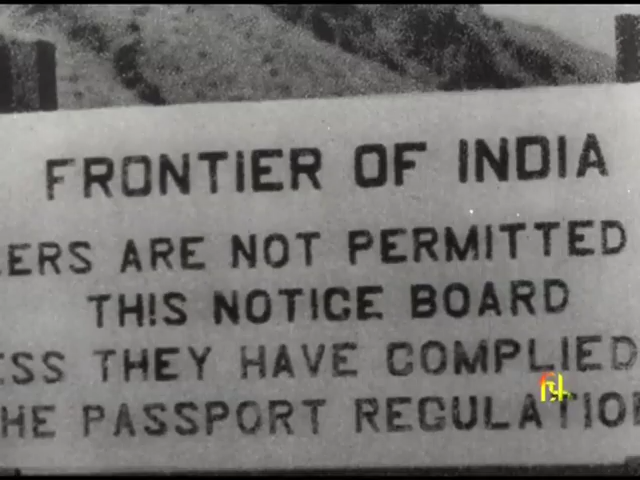 FRONTIER OF INDIA
ERS ARE NOT PERMITTED
THIS NOTICE BOARD
ESS THEY HAVE COMPLIED
HE PASSPORT REGULATIO